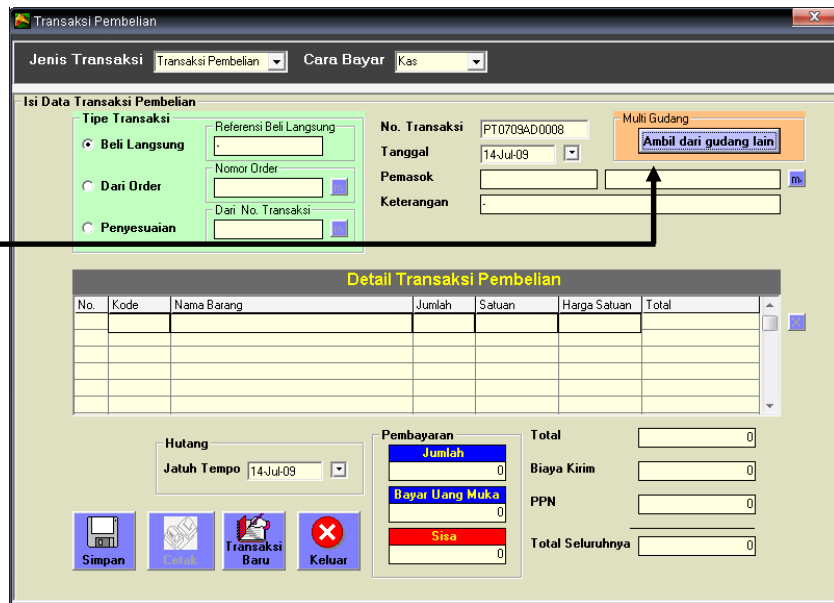 Transaksi Pembelian
Jenis Transaksi Transaksi Pembelian Cara Bayar Kas
Isi Data Transaksi Pembelian
Tipe Transaksi
Beli Langsung
Referensi Beli Langsung
-
Dari Order
Nomor Order
m-
Penyesuaian
Dari No. Transaksi
m-
No. Transaksi PT0709AD0008
Tanggal 14-Jul-09
Pemasok m-
Keterangan -
Multi Gudang
Ambil dari gudang lain
Detail Transaksi Pembelian
No. Kode Nama Barang Jumlah Satuan Harga Satuan Total
Hutang
Jatuh Tempo 14-Jul-09
Pembayaran
Jumlah
0
Bayar Uang Muka
0
Sisa
0
Total 0
Biaya Kirim 0
PPN 0
Total Seluruhnya 0
Simpan
Cetak
Transaksi
Baru
Keluar